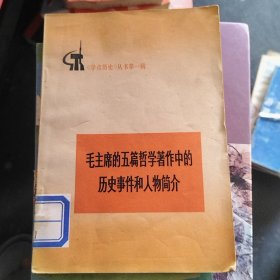 《学点历史》丛书第一辑
毛主席的五篇哲学著作中的
历史事件和人物简介